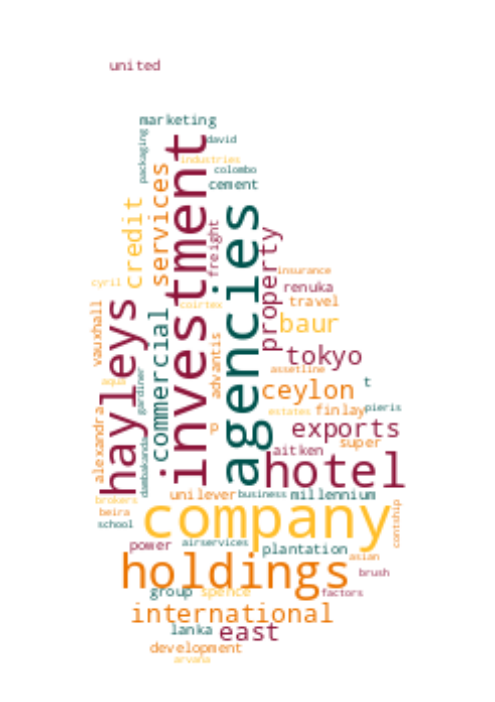 united
marketing
david
packaging
industries
colombo
cement
investment
services
credit
agencies
freight
property
insurance
cyril
renuka
travel
vauxhall
hayleys
commercial
cointex
baur
advantis
tokyo
assetline
aqua
gardiner
ceylon
t
alexandra
estates
finlay
pieris
p
exports
super
dambakanda
aitken
hotel
unilever
business
millennium
brokers
beira
school
company
contship
power
airservices
plantation
asian
holdings
brush
group
spence
factors
international
lanka
east
development
arvana